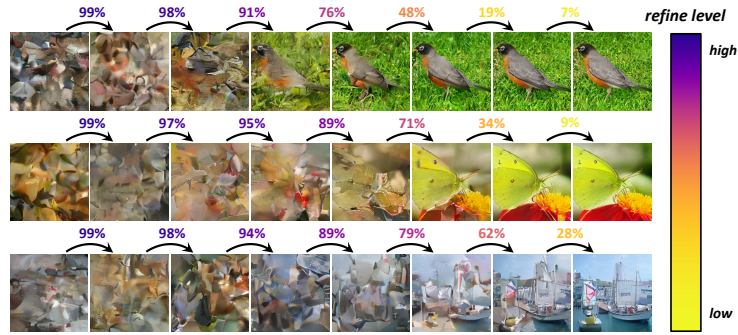 99% 98% 91% 76% 48% 19% 7%
refine level
high
99% 97% 95% 89% 71% 34% 9%
99% 98% 94% 89% 79% 62% 28%
low